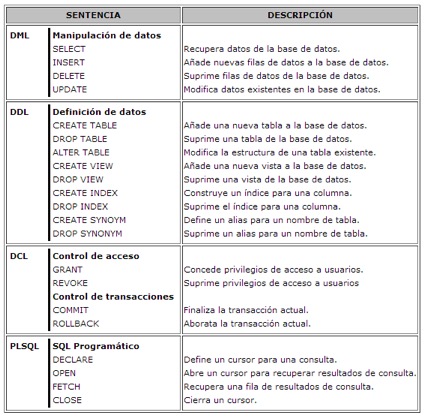 SENTENCIA DESCRIPCIÓN
DML Manipulación de datos
SELECT Recupera datos de la base de datos.
INSERT Añade nuevas filas de datos a la base de datos.
DELETE Suprime filas de datos de la base de datos.
UPDATE Modifica datos existentes en la base de datos.
DDL Definición de datos
CREATE TABLE Añade una nueva tabla a la base de datos.
DROP TABLE Suprime una tabla de la base de datos.
ALTER TABLE Modifica la estructura de una tabla existente.
CREATE VIEW Añade una nueva vista a la base de datos.
DROP VIEW Suprime una vista de la base de datos.
CREATE INDEX Construye un índice para una columna.
DROP INDEX Suprime el índice para una columna.
CREATE SYNOYM Define un alias para un nombre de tabla.
DROP SYNONYM Suprime un alias para un nombre de tabla.
DCL Control de acceso
GRANT Concede privilegios de acceso a usuarios.
REVOKE Suprime privilegios de acceso a usuarios
Control de transacciones
COMMIT Finaliza la transacción actual.
ROLLBACK Aborata la transacción actual.
PLSQL SQL Programático
DECLARE Define un cursor para una consulta.
OPEN Abre un cursor para recuperar resultados de consulta.
FETCH Recupera una fila de resultados de consulta.
CLOSE Cierra un cursor.